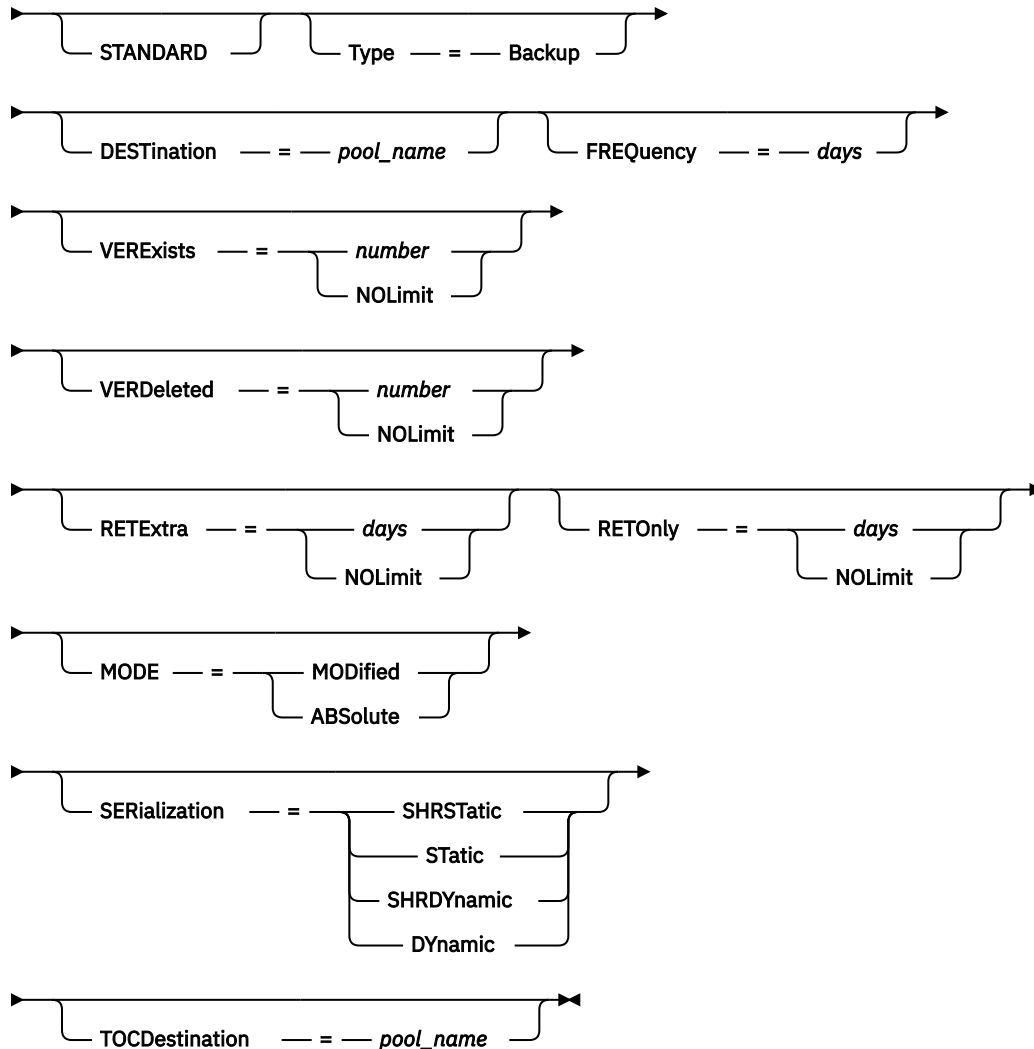 STANDARD Type = Backup
DESTination = pool_name FREQuency = days
VERExists = number
NOLimit
VERDeleted = number
NOLimit
RETExtra = days RETOnly = days
NOLimit NOLimit
MODE = MODified
ABSolute
SERialization = SHRSTatic
STatic
SHRDYnamic
DYnamic
TOCDestination = pool_name